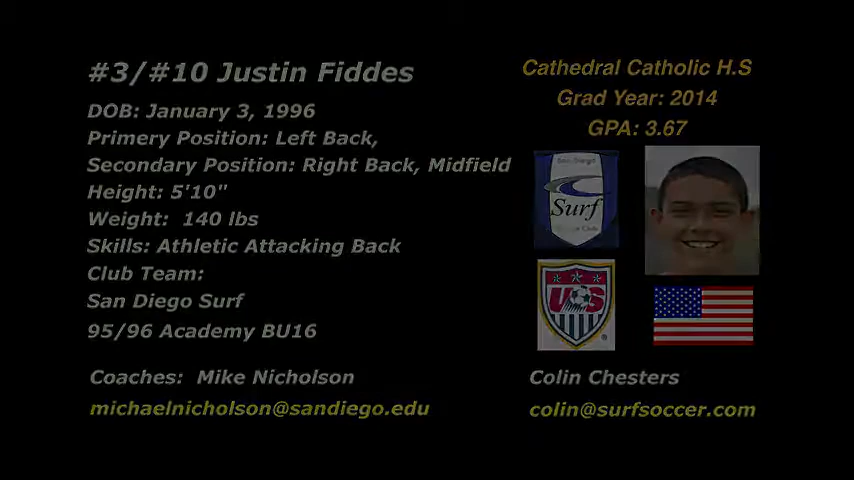 #3/#10 Justin Fiddes
DOB: January 3, 1996
Primery Position: Left Back,
Secondary Position: Right Back, Midfield
Height: 5'10"
Weight: 140 lbs
Skills: Athletic Attacking Back
Club Team:
San Diego Surf
95/96 Academy BU16
Coaches: Mike Nicholson
michaelnicholson@sandiego.edu
Cathedral Catholic H.S
Grad Year: 2014
GPA: 3.67
San Diego
Surf
Club
US
Colin Chesters
colin@surfsoccer.com